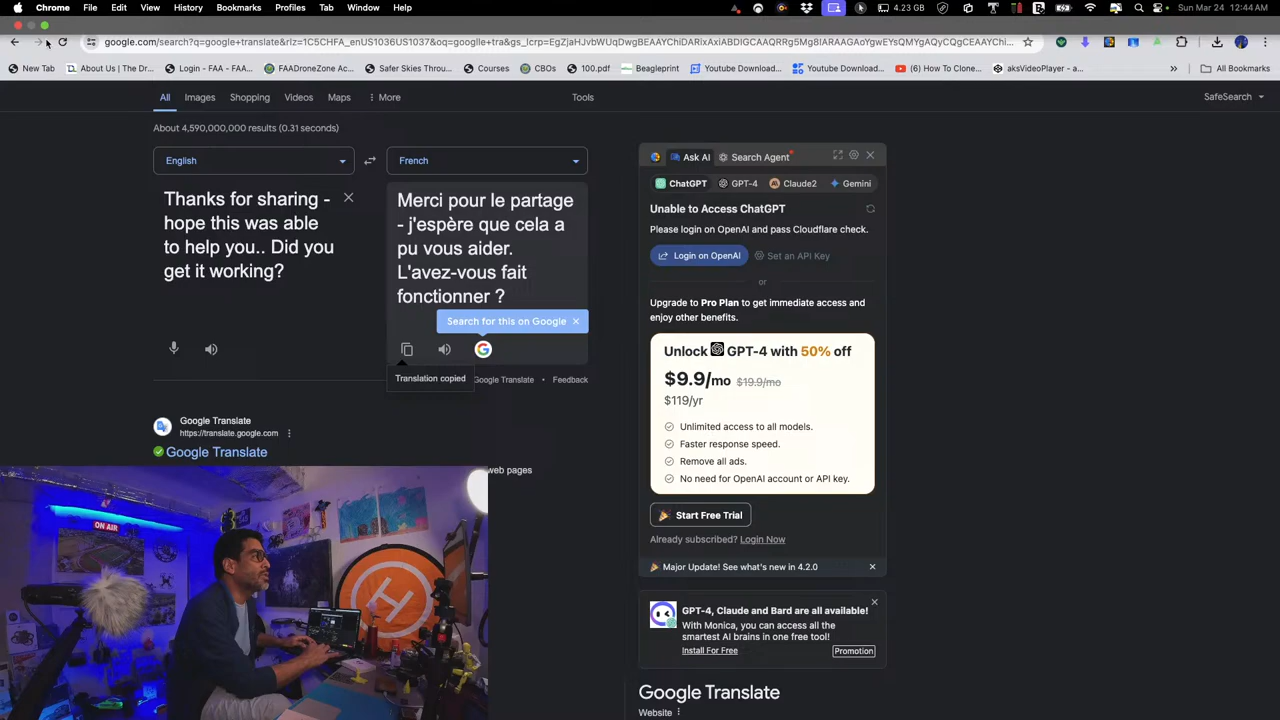 Chrome File Edit View History Bookmarks Profiles Tab Window Help 4.23 GB Sun Mar 24 12:44 AM
google.com/search?q=google+translate&rlz=1C5CHFA_enUS1036US1037&oq=googlle+tra&gs_lcrp=
New Tab About Us | The Dr... Login - FAA - FAA... FAADroneZone Ac... Safer Skies Throu... Courses CBOs 100.pdf Beagleprint Youtube Download... Youtube Download... (6) How To Clone... aksVideoPlayer - a... » All Bookmarks
All Images Shopping Videos Maps More Tools SafeSearch
About 4,590,000,000 results (0.31 seconds)
English
French
Thanks for sharing -
hope this was able
to help you.. Did you
get it working?
Merci pour le partage
- j'espère que cela a
pu vous aider.
L'avez-vous fait
fonctionner ?
Search for this on Google
Translation copied
Google Translate • Feedback
Google Translate
https://translate.google.com
Google Translate
web pages
ON AIR
H
Ask AI Search Agent
ChatGPT GPT-4 Claude2 Gemini
Unable to Access ChatGPT
Please login on OpenAI and pass Cloudflare check.
Login on OpenAI Set an API Key
or
Upgrade to Pro Plan to get immediate access and
enjoy other benefits.
Unlock GPT-4 with 50% off
$9.9/mo $19.9/mo
$119/yr
Unlimited access to all models.
Faster response speed.
Remove all ads.
No need for OpenAI account or API key.
Start Free Trial
Already subscribed? Login Now
Major Update! See what's new in 4.2.0
GPT-4, Claude and Bard are all available!
With Monica, you can access all the
smartest AI brains in one free tool!
Install For Free Promotion
Google Translate
Website